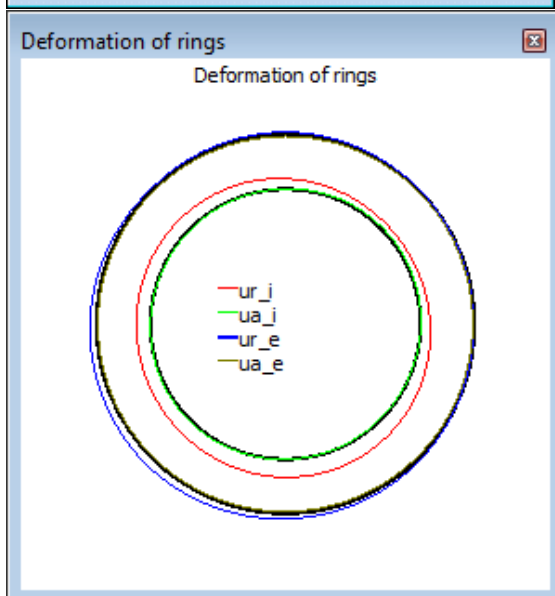 Deformation of rings
Deformation of rings
ur_i
ua_i
ur_e
ua_e